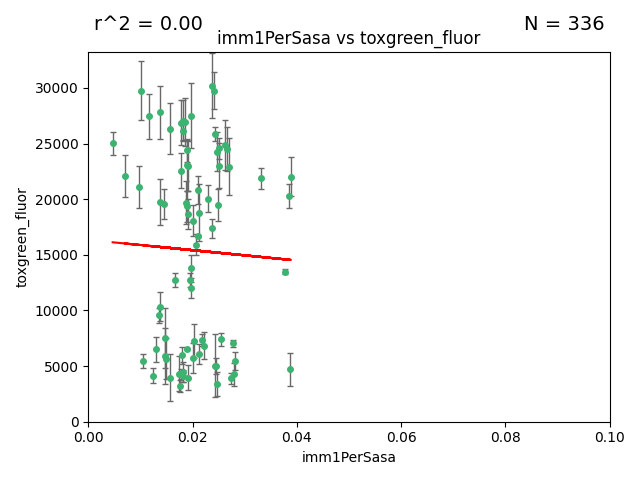 r^2 = 0.00 N = 336
imm1PerSasa vs toxgreen_fluor
30000
25000
20000
15000
10000
5000
0
toxgreen_fluor
0.00 0.02 0.04 0.06 0.08 0.10
imm1PerSasa